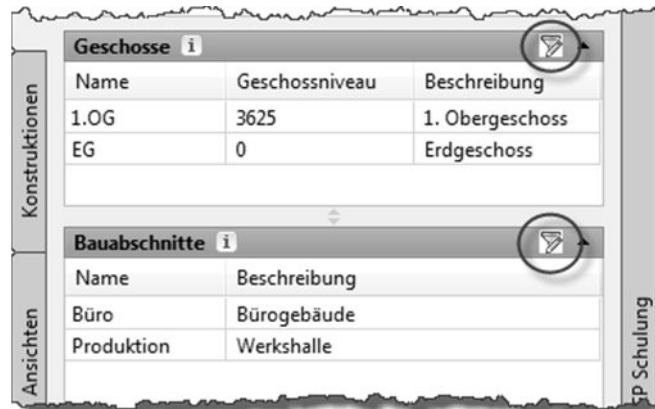 Geschosse i
Name Geschossniveau Beschreibung
1.OG 3625 1. Obergeschoss
EG 0 Erdgeschoss
Bauabschnitte i
Name Beschreibung
Büro Bürogebäude
Produktion Werkshalle
Konstruktionen
Ansichten
Schulung